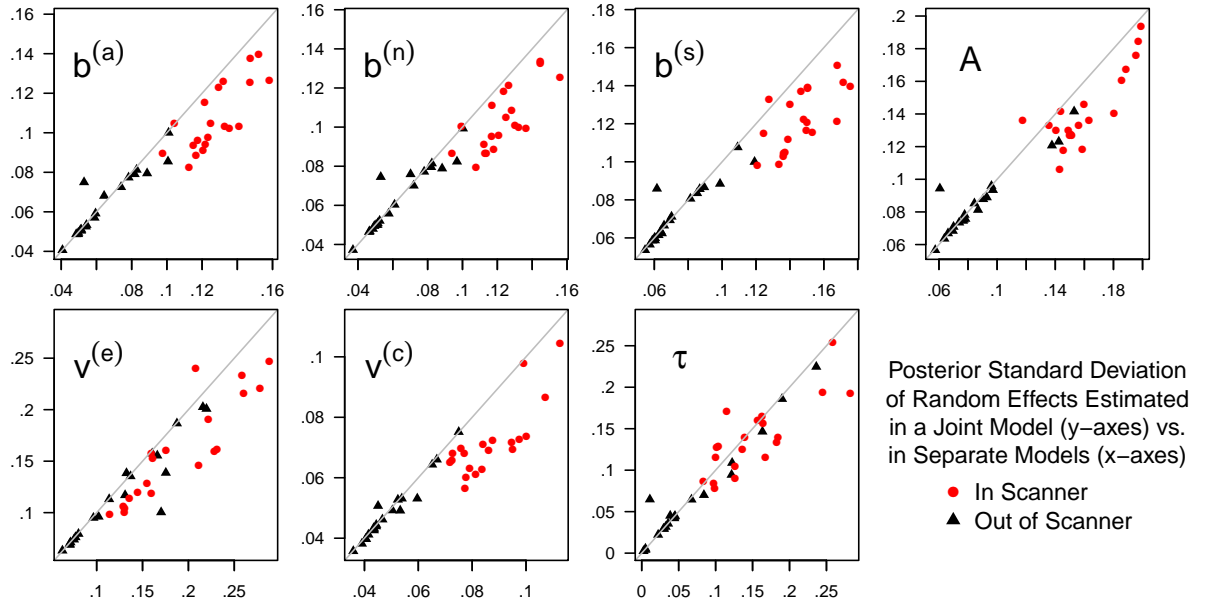 .16
.14
.12
.1
.08
.06
.04
b(a)
.04 .08 .1 .12 .16
.16
.14
.12
.1
.08
.06
.04
b(n)
.04 .08 .1 .12 .16
.18
.16
.14
.12
.1
.08
.06
b(s)
.06 .1 .12 .14 .18
.2
.18
.14
.12
.1
.08
.06
A
.06 .1 .14 .18
.25
.2
.15
.1
v(e)
.1 .15 .25
.1
.08
.06
.04
v(c)
.04 .06 .08 .1
.25
.2
.15
.1
.05
0
τ
0 .05 .1 .15 .25
Posterior Standard Deviation
of Random Effects Estimated
in a Joint Model (y−axes) vs.
in Separate Models (x−axes)
In Scanner
Out of Scanner